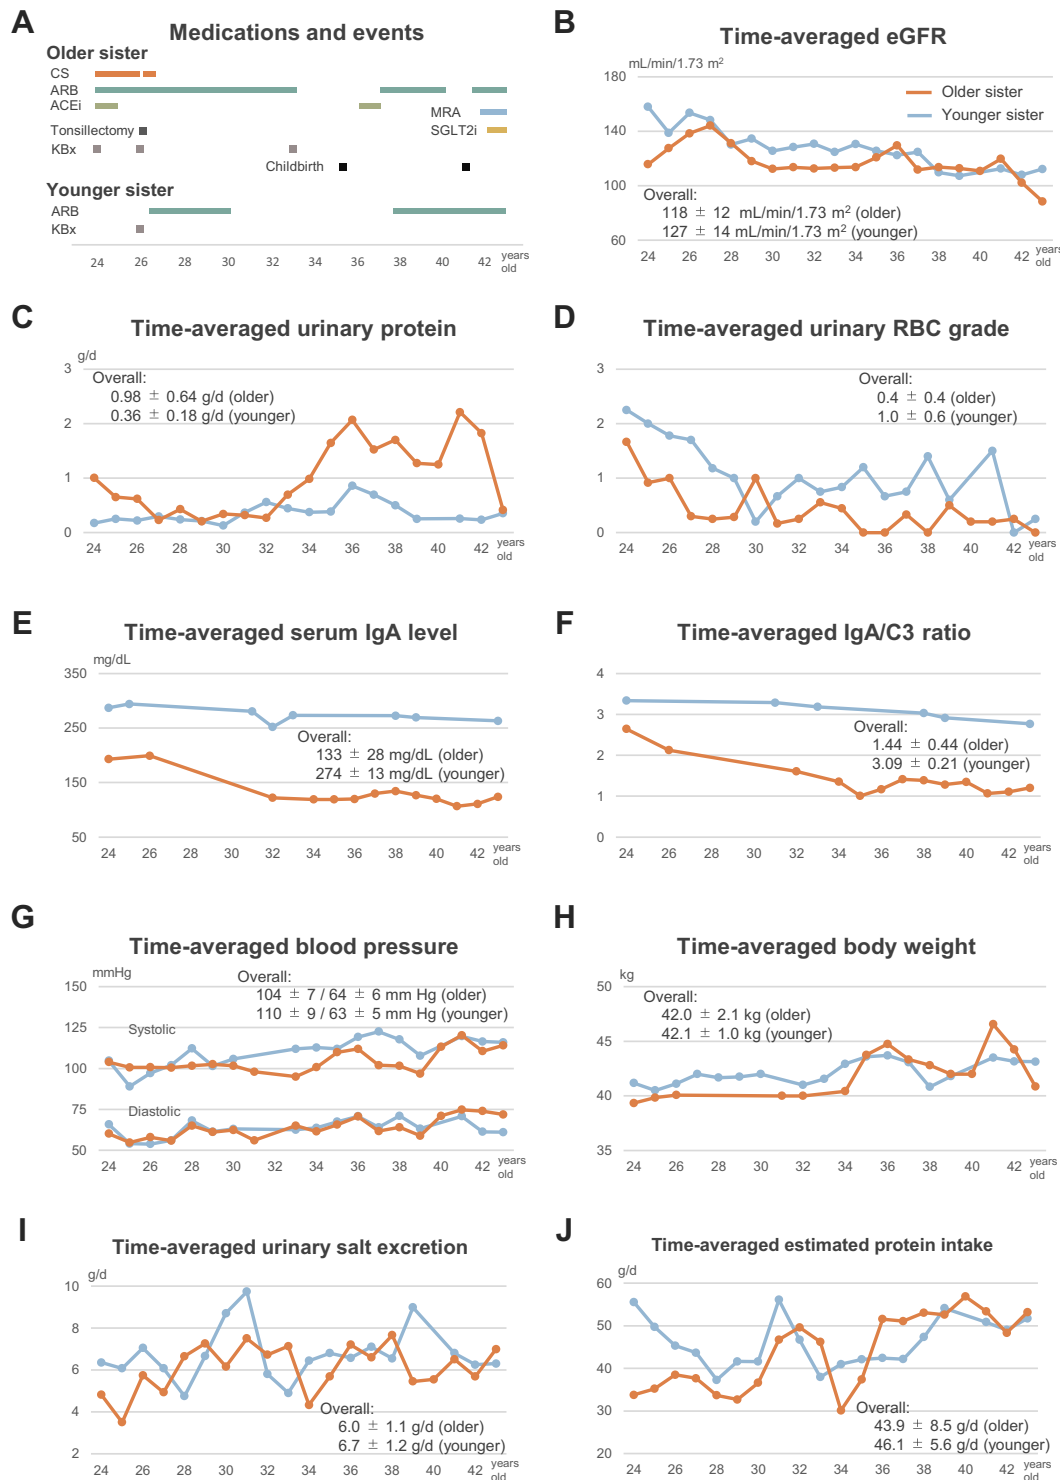 A
Medications and events
Older sister
CS
ARB
ACEi
MRA
Tonsillectomy
SGLT2i
KBx
Childbirth
Younger sister
ARB
KBx
24 26 28 30 32 34 36 38 40 42 years old
B
Time-averaged eGFR
mL/min/1.73 m²
180
Older sister
Younger sister
140
100
Overall:
118 ± 12 mL/min/1.73 m² (older)
127 ± 14 mL/min/1.73 m² (younger)
60
24 26 28 30 32 34 36 38 40 42 years old
C
Time-averaged urinary protein
g/d
3
Overall:
0.98 ± 0.64 g/d (older)
0.36 ± 0.18 g/d (younger)
2
1
0
24 26 28 30 32 34 36 38 40 42 years old
D
Time-averaged urinary RBC grade
3
Overall:
0.4 ± 0.4 (older)
1.0 ± 0.6 (younger)
2
1
0
24 26 28 30 32 34 36 38 40 42 years old
E
Time-averaged serum IgA level
mg/dL
350
250
Overall:
133 ± 28 mg/dL (older)
274 ± 13 mg/dL (younger)
150
50
24 26 28 30 32 34 36 38 40 42 years old
F
Time-averaged IgA/C3 ratio
4
3
Overall:
1.44 ± 0.44 (older)
3.09 ± 0.21 (younger)
2
1
0
24 26 28 30 32 34 36 38 40 42 years old
G
Time-averaged blood pressure
mmHg
Overall:
104 ± 7 / 64 ± 6 mm Hg (older)
110 ± 9 / 63 ± 5 mm Hg (younger)
150
125
Systolic
100
75
Diastolic
50
24 26 28 30 32 34 36 38 40 42 years old
H
Time-averaged body weight
kg
50
Overall:
42.0 ± 2.1 kg (older)
42.1 ± 1.0 kg (younger)
45
40
35
24 26 28 30 32 34 36 38 40 42 years old
I
Time-averaged urinary salt excretion
g/d
10
8
6
4
Overall:
6.0 ± 1.1 g/d (older)
6.7 ± 1.2 g/d (younger)
2
24 26 28 30 32 34 36 38 40 42 years old
J
Time-averaged estimated protein intake
g/d
60
50
40
30
Overall:
43.9 ± 8.5 g/d (older)
46.1 ± 5.6 g/d (younger)
20
24 26 28 30 32 34 36 38 40 42 years old